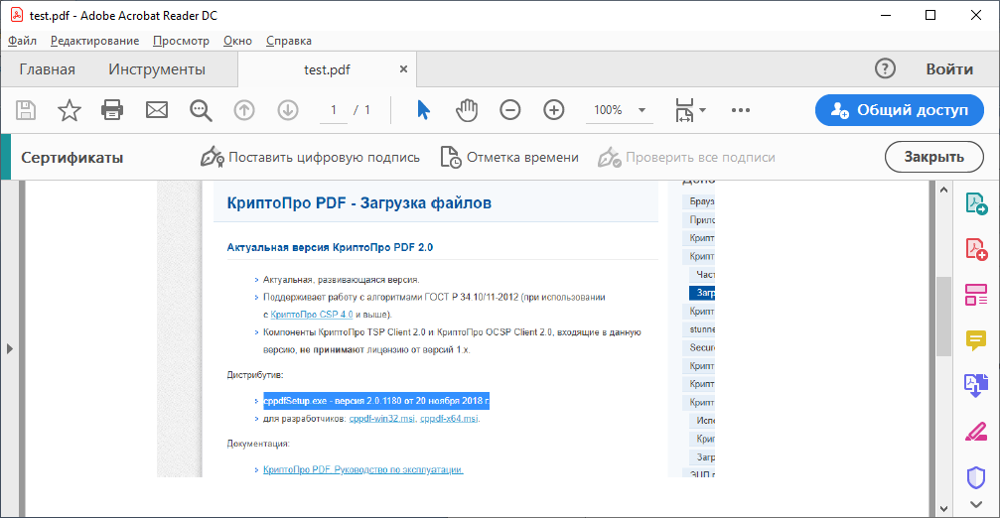 test.pdf - Adobe Acrobat Reader DC
Файл Редактирование Просмотр Окно Справка
Главная Инструменты test.pdf × Войти
1 / 1 100% Общий доступ
Сертификаты Поставить цифровую подпись Отметка времени Проверить все подписи Закрыть
КриптоПро PDF - Загрузка файлов
Актуальная версия КриптоПро PDF 2.0
Актуальная, развивающаяся версия.
Поддерживает работу с алгоритмами ГОСТ Р 34.10/11-2012 (при использовании
с КриптоПро CSP 4.0 и выше).
Компоненты КриптоПро TSP Client 2.0 и КриптоПро OCSP Client 2.0, входящие в данную
версию, не принимают лицензию от версий 1.x.
Дистрибутив:
cppdfSetup.exe - версия 2.0.1180 от 20 ноября 2018 г.
для разработчиков: cppdf-win32.msi, cppdf-x64.msi.
Документация:
КриптоПро PDF. Руководство по эксплуатации.
Брауз
Прило
Крипт
Крипт
Част
Загр
Крипт
stunne
Secure
Крипт
Крипт
Крипт
Испо
Крип
Загр
ЭЦП